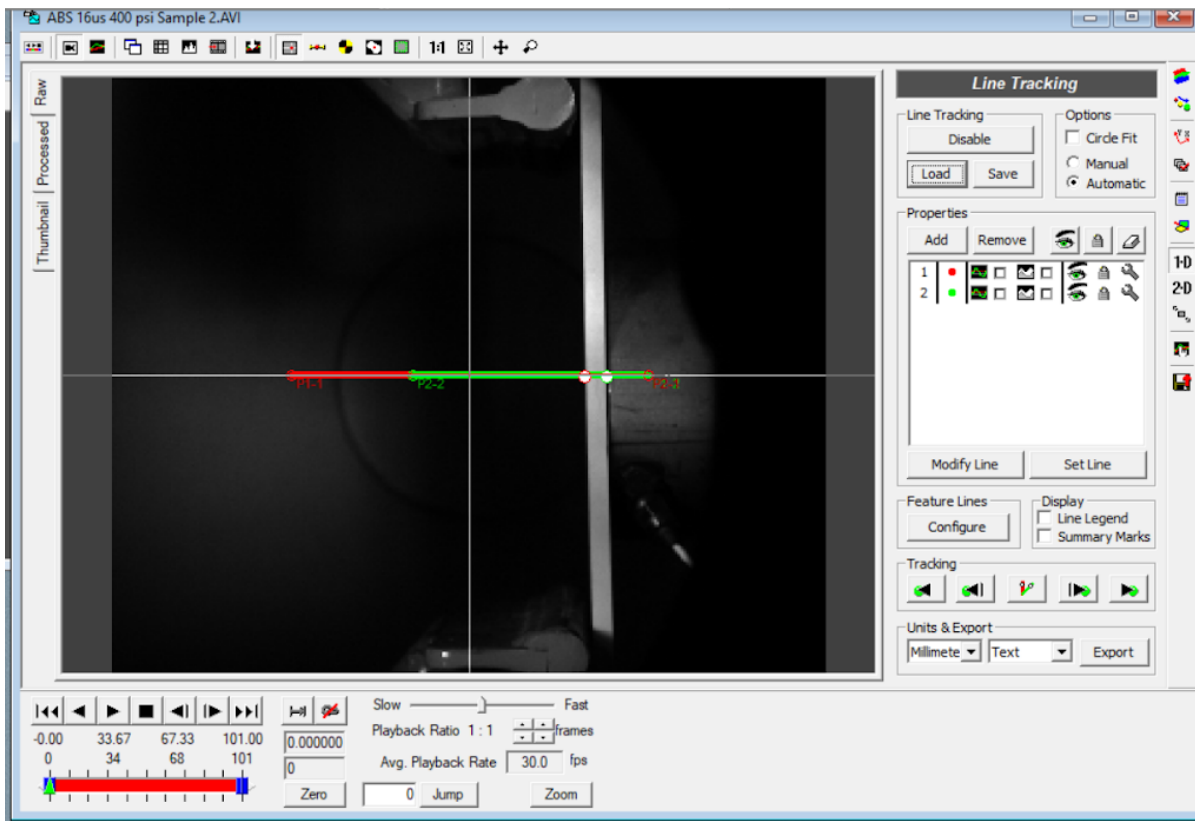 ABS 16us 400 psi Sample 2.AVI
1:1
Raw
Processed
Thumbnail
P1-1
P2-2
Line Tracking
Line Tracking
Disable
Load
Save
Options
Circle Fit
Manual
Automatic
Properties
Add
Remove
1
2
Modify Line
Set Line
Feature Lines
Configure
Display
Line Legend
Summary Marks
Tracking
Units & Export
Millimete
Text
Export
1-D
2-D
Slow
Fast
Playback Ratio 1 : 1
frames
Avg. Playback Rate
30.0
fps
-0.00 33.67 67.33 101.00
0 34 68 101
0.000000
0
Zero
0
Jump
Zoom